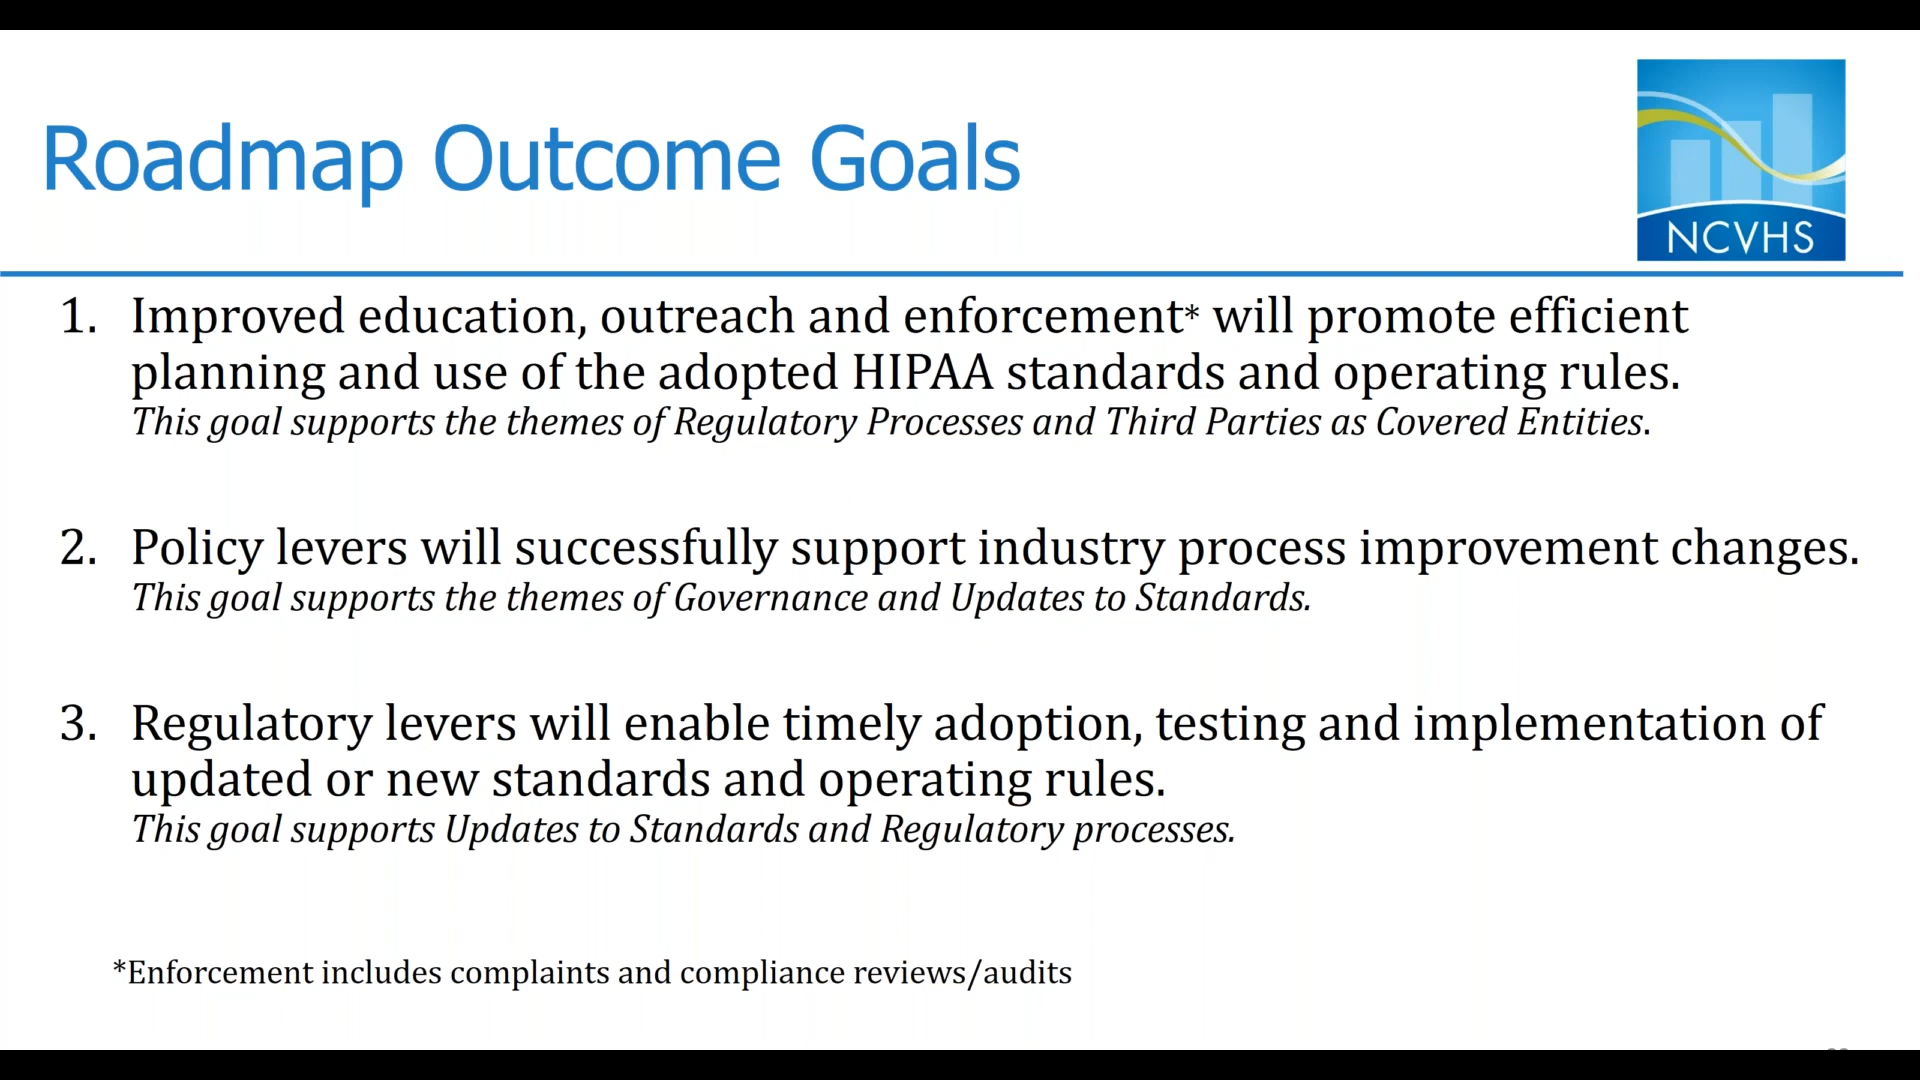 Roadmap Outcome Goals
NCVHS
1. Improved education, outreach and enforcement* will promote efficient
planning and use of the adopted HIPAA standards and operating rules.
This goal supports the themes of Regulatory Processes and Third Parties as Covered Entities.
2. Policy levers will successfully support industry process improvement changes.
This goal supports the themes of Governance and Updates to Standards.
3. Regulatory levers will enable timely adoption, testing and implementation of
updated or new standards and operating rules.
This goal supports Updates to Standards and Regulatory processes.
*Enforcement includes complaints and compliance reviews/audits